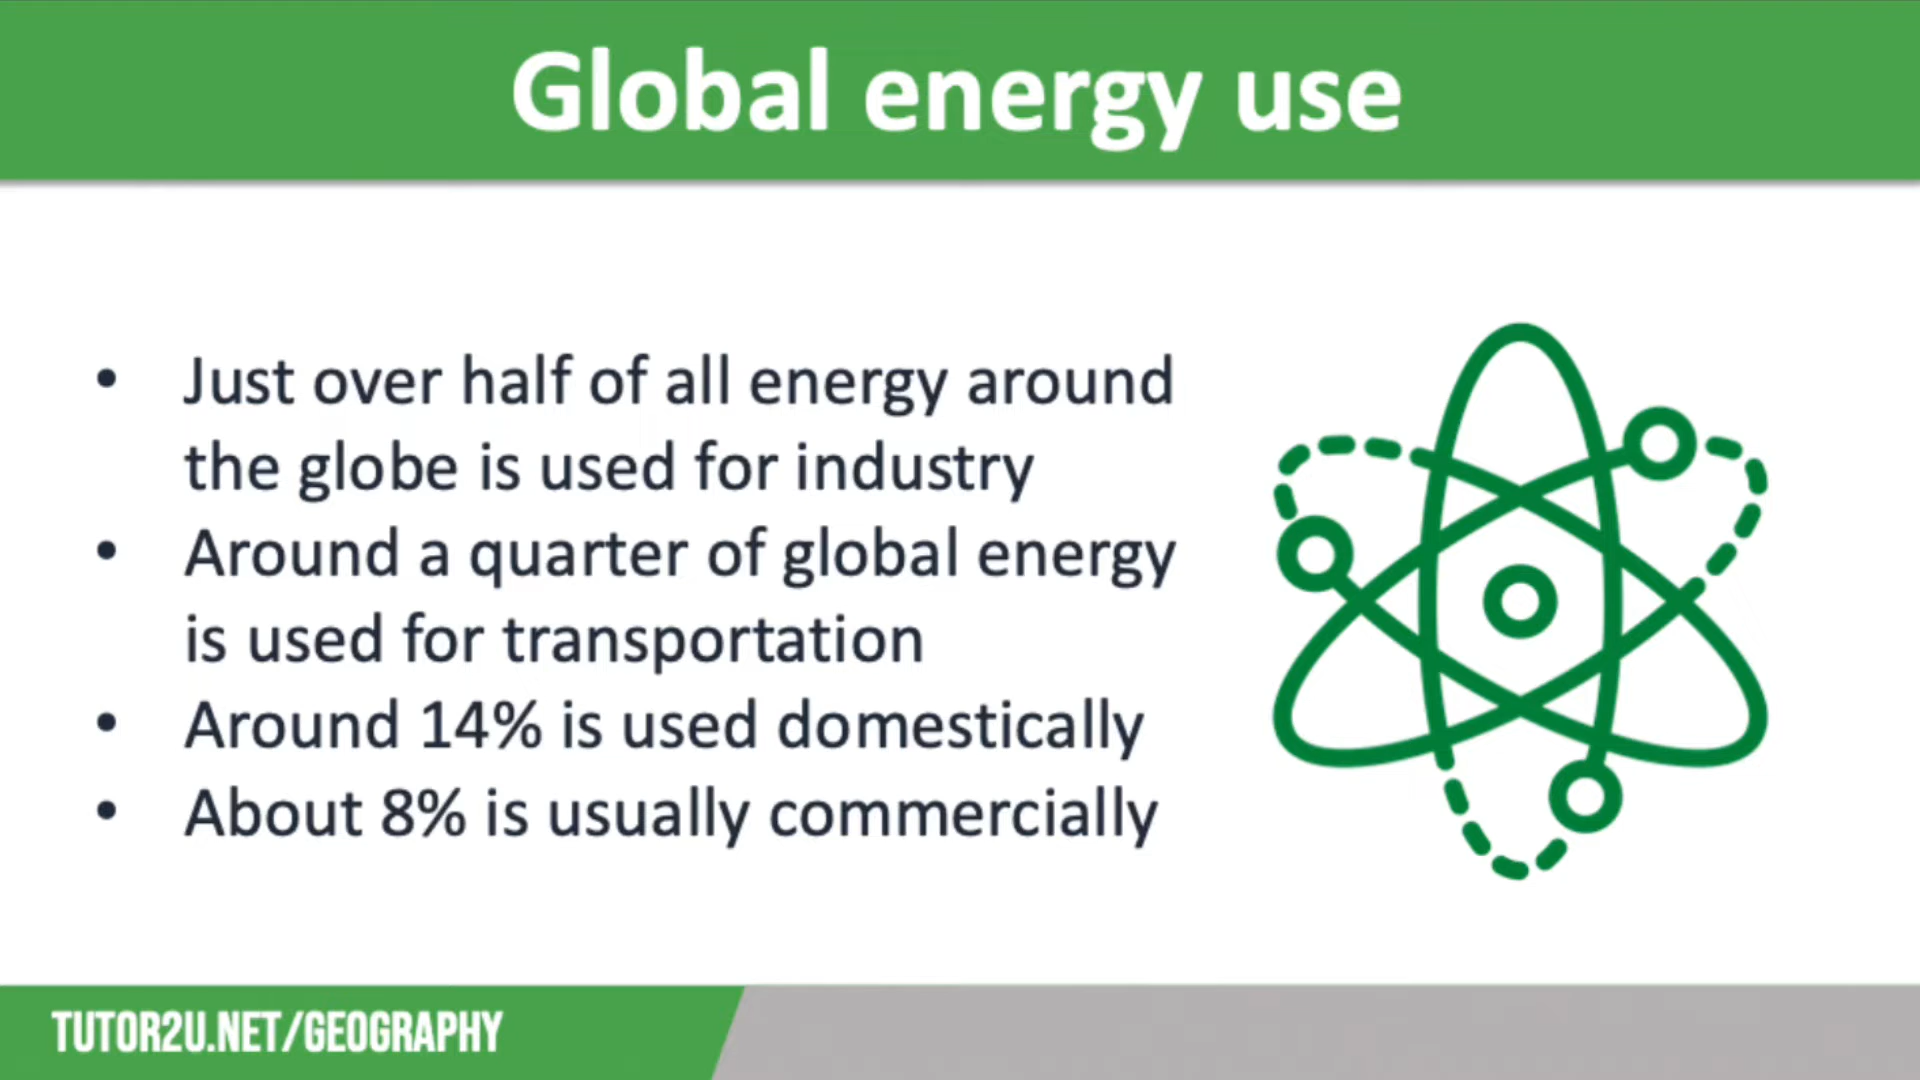 Global energy use
• Just over half of all energy around
the globe is used for industry
• Around a quarter of global energy
is used for transportation
• Around 14% is used domestically
• About 8% is usually commercially
TUTOR2U.NET/GEOGRAPHY